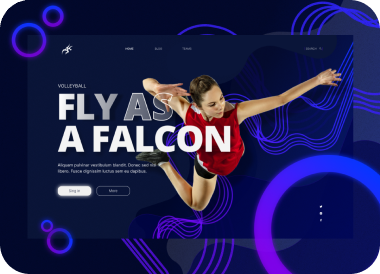 HOME BLOG TEAMS SEARCH
VOLLEYBALL
FLY AS
A FALCON
Aliquam pulvinar vestibulum blandit. Donec sed nisl
libero. Fusce dignissim luctus sem eu dapibus.
Sing in More